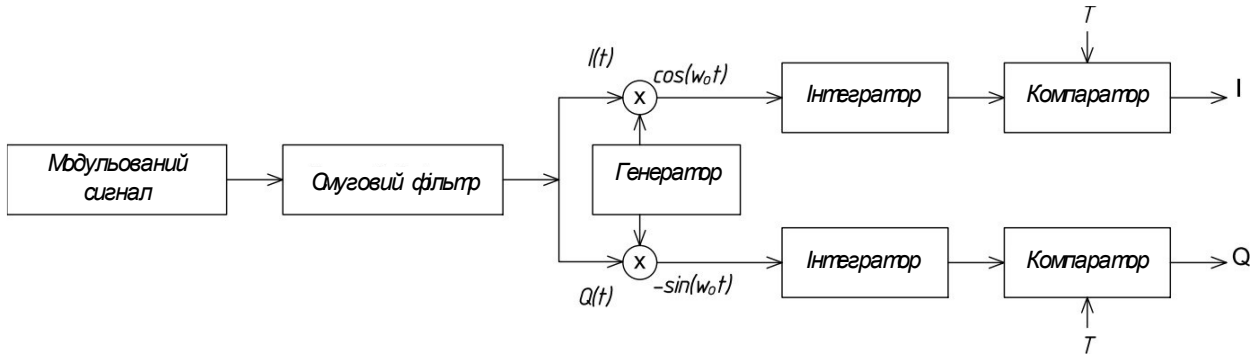 T
I(t)
cos(w₀t)
x
Інтегратор
Компаратор
I
Модульований
сигнал
Смуговий фільтр
Генератор
x
Інтегратор
Компаратор
Q
Q(t)
-sin(w₀t)
T